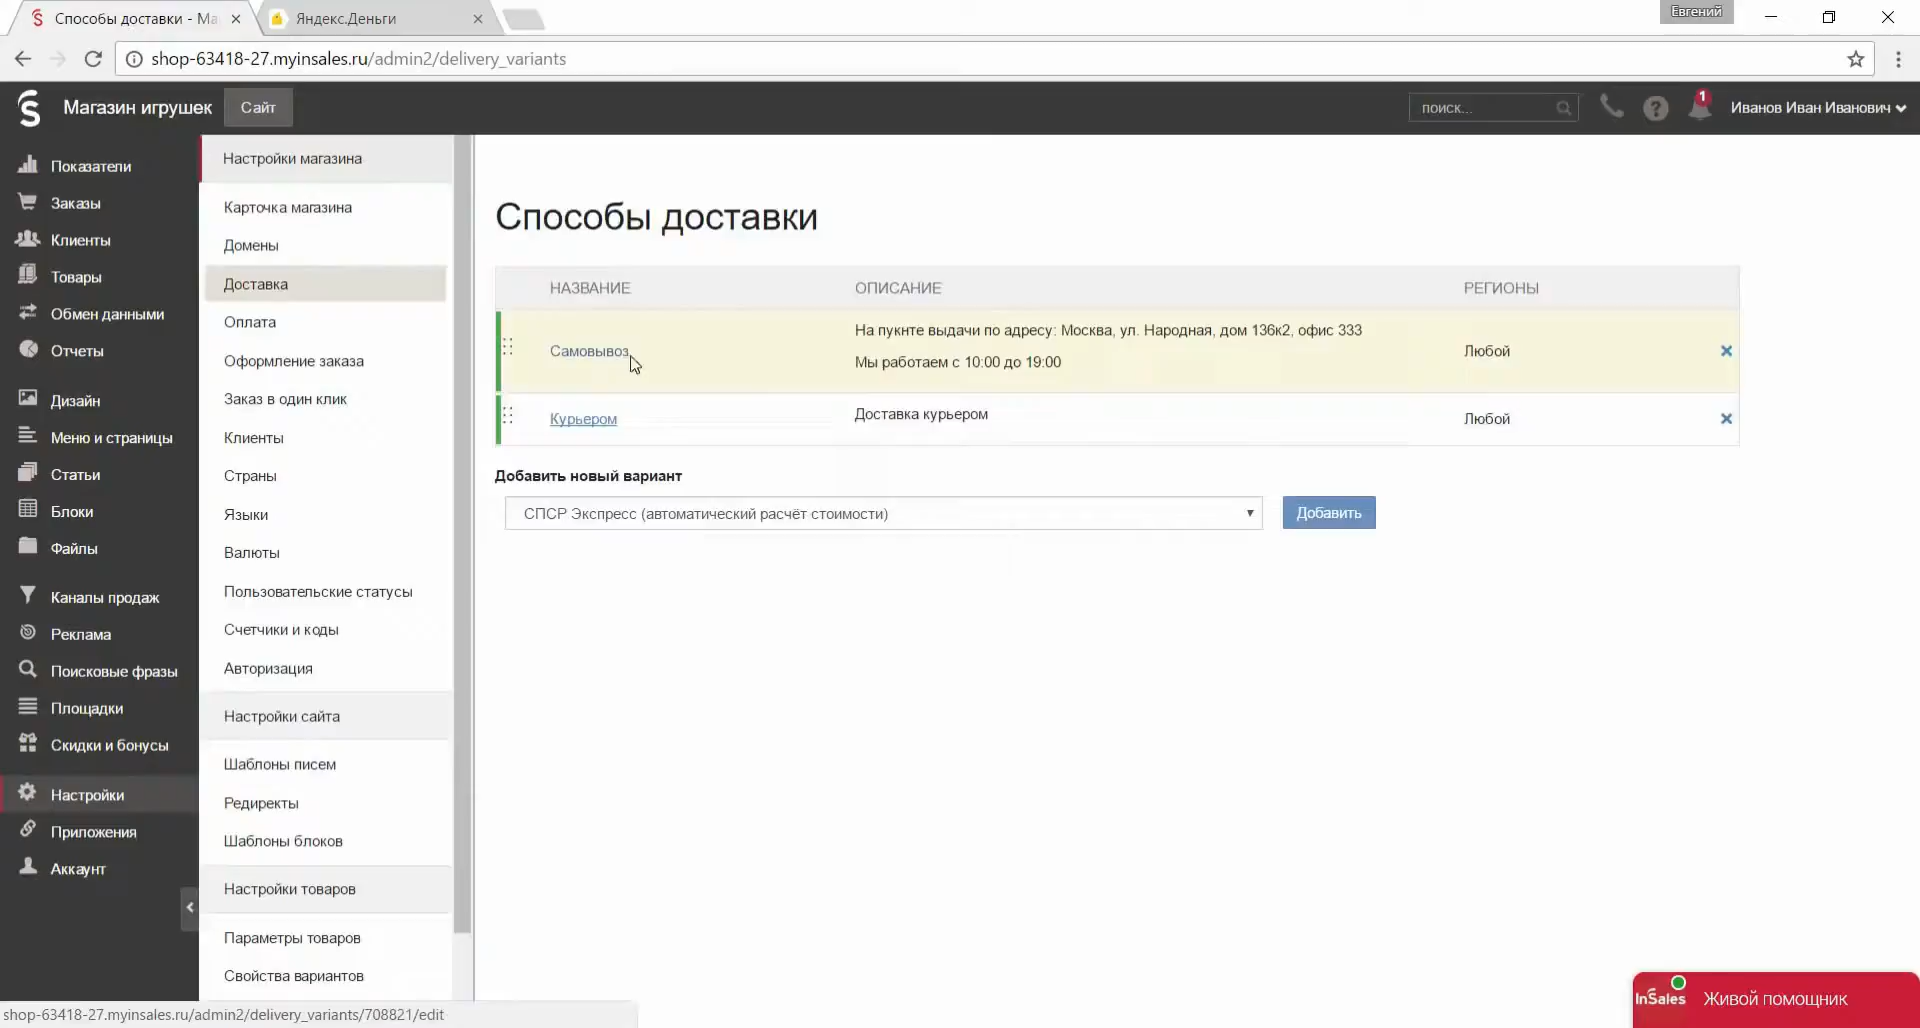 Способы доставки - Ма
Яндекс.Деньги
Евгений
shop-63418-27.myinsales.ru/admin2/delivery_variants
Магазин игрушек
Сайт
поиск...
1
Иванов Иван Иванович
Показатели
Заказы
Клиенты
Товары
Обмен данными
Отчеты
Дизайн
Меню и страницы
Статьи
Блоки
Файлы
Каналы продаж
Реклама
Поисковые фразы
Площадки
Скидки и бонусы
Настройки
Приложения
Аккаунт
Настройки магазина
Карточка магазина
Домены
Доставка
Оплата
Оформление заказа
Заказ в один клик
Клиенты
Страны
Языки
Валюты
Пользовательские статусы
Счетчики и коды
Авторизация
Настройки сайта
Шаблоны писем
Редиректы
Шаблоны блоков
Настройки товаров
Параметры товаров
Свойства вариантов
Способы доставки
НАЗВАНИЕ ОПИСАНИЕ РЕГИОНЫ
Самовывоз
На пукнте выдачи по адресу: Москва, ул. Народная, дом 136к2, офис 333
Мы работаем с 10:00 до 19:00
Любой
Курьером Доставка курьером Любой
Добавить новый вариант
СПСР Экспресс (автоматический расчёт стоимости)
Добавить
shop-63418-27.myinsales.ru/admin2/delivery_variants/708821/edit
InSales Живой помощник